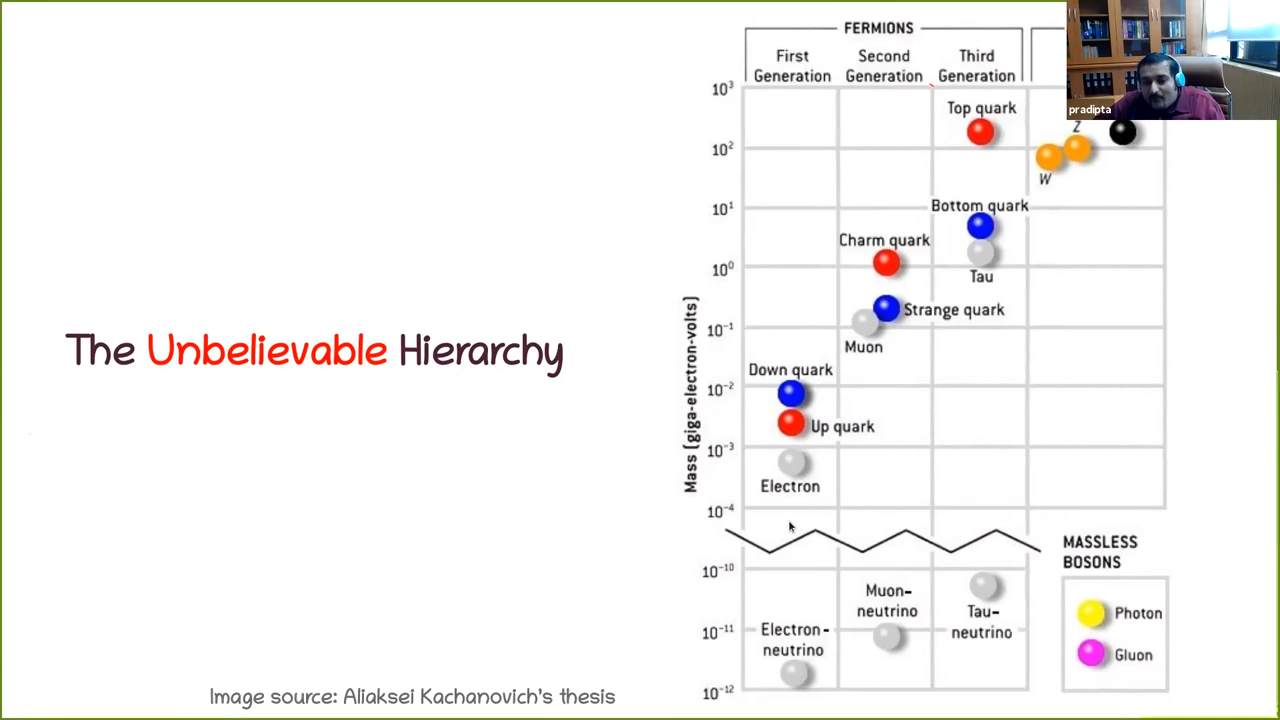 The Unbelievable Hierarchy
Image source: Aliaksei Kachanovich's thesis
FERMIONS
First
Generation
Second
Generation
Third
Generation
Mass (giga-electron-volts)
10³
10²
10¹
10⁰
10⁻¹
10⁻²
10⁻³
10⁻⁴
10⁻¹⁰
10⁻¹¹
10⁻¹²
Top quark
Z
W
Bottom quark
Charm quark
Tau
Strange quark
Muon
Down quark
Up quark
Electron
Muon-
neutrino
Tau-
neutrino
Electron-
neutrino
MASSLESS
BOSONS
Photon
Gluon
pradipta